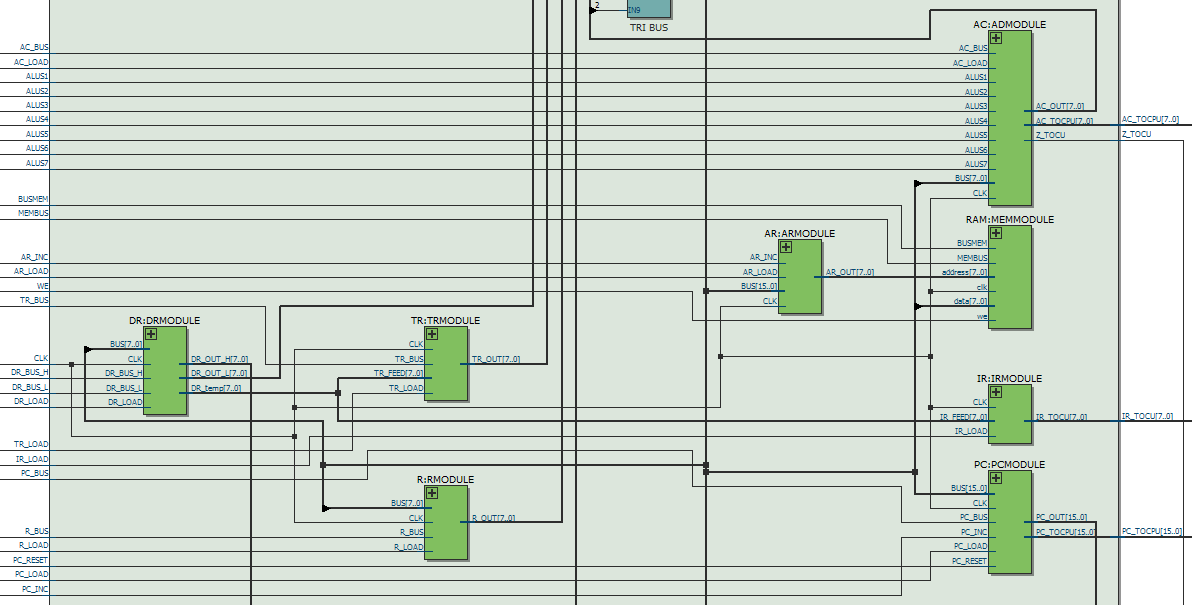 2
IN9
TRI BUS
AC:ADMODULE
AC_BUS
AC_LOAD
ALUS1
ALUS2
ALUS3
ALUS4
ALUS5
ALUS6
ALUS7
AC_BUS
AC_LOAD
ALUS1
ALUS2
ALUS3
ALUS4
ALUS5
ALUS6
ALUS7
BUS[7..0]
CLK
AC_OUT[7..0]
AC_TOCPU[7..0]
Z_TOCU
AC_TOCPU[7..0]
Z_TOCU
BUSMEM
MEMBUS
RAM:MEMMODULE
BUSMEM
MEMBUS
address[7..0]
clk
data[7..0]
we
AR:ARMODULE
AR_INC
AR_LOAD
WE
TR_BUS
AR_INC
AR_LOAD
BUS[15..0]
CLK
AR_OUT[7..0]
DR:DRMODULE
BUS[7..0]
CLK
DR_BUS_H
DR_BUS_L
DR_LOAD
DR_OUT_H[7..0]
DR_OUT_L[7..0]
DR_temp[7..0]
CLK
DR_BUS_H
DR_BUS_L
DR_LOAD
TR:TRMODULE
CLK
TR_BUS
TR_FEED[7..0]
TR_LOAD
TR_OUT[7..0]
IR:IRMODULE
CLK
IR_FEED[7..0]
IR_LOAD
IR_TOCU[7..0]
IR_TOCU[7..0]
TR_LOAD
IR_LOAD
PC_BUS
R:RMODULE
BUS[7..0]
CLK
R_BUS
R_LOAD
R_OUT[7..0]
PC:PCMODULE
BUS[15..0]
CLK
PC_BUS
PC_INC
PC_LOAD
PC_RESET
PC_OUT[15..0]
PC_TOCPU[15..0]
PC_TOCPU[15..0]
R_BUS
R_LOAD
PC_RESET
PC_LOAD
PC_INC